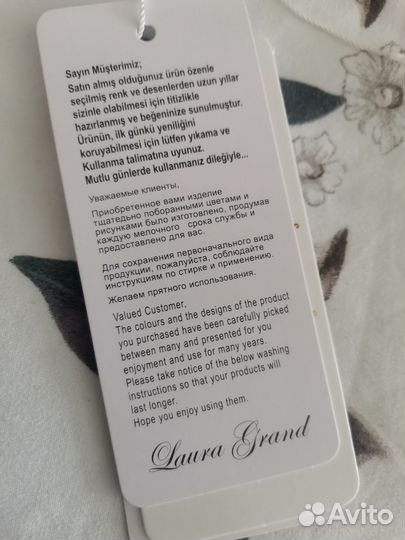 Sayın Müşterimiz;
Satın almış olduğunuz ürün özenle
seçilmiş renk ve desenlerden uzun yıllar
sizinle olabilmesi için titizlikle
hazırlanmış ve beğeninize sunulmuştur.
Ürünün, ilk günkü yeniliğini
koruyabilmesi için lütfen yıkama ve
Kullanma talimatına uyunuz.
Mutlu günlerde kullanmanız dileğiyle...
Уважаемые клиенты,
Приобретенное вами изделие
тщательно поборанными цветами и
рисунками было изготовлено, продумав
каждую мелочного срока службы и
предоставлено для вас.
Для сохранения первоначального вида
продукции, пожалуйста, соблюдайте
инструкциям по стирке и применению.
Желаем прятного использования.
Valued Customer,
The colours and the designs of the product
you purchased have been carefully picked
between many and presented for you
enjoyment and use for many years.
Please take notice of the below washing
instructions so that your products will
last longer.
Hope you enjoy using them.
Laura Grand
Avito